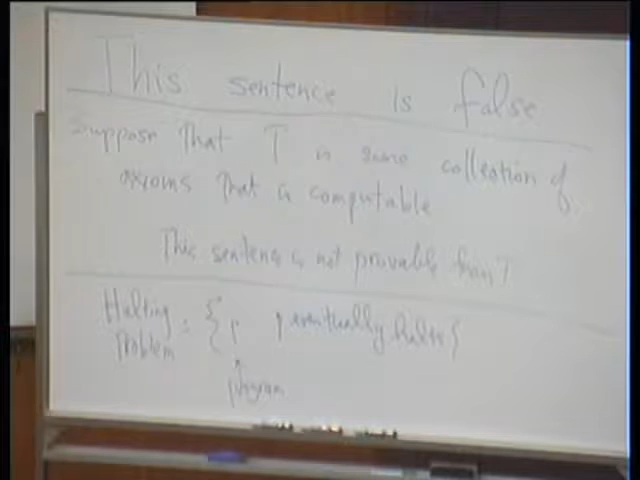 This sentence is false
Suppose That T is some collection of
axioms That is computable
This sentence is not provable from T
Halting
Problem = { p p eventually halts }
program